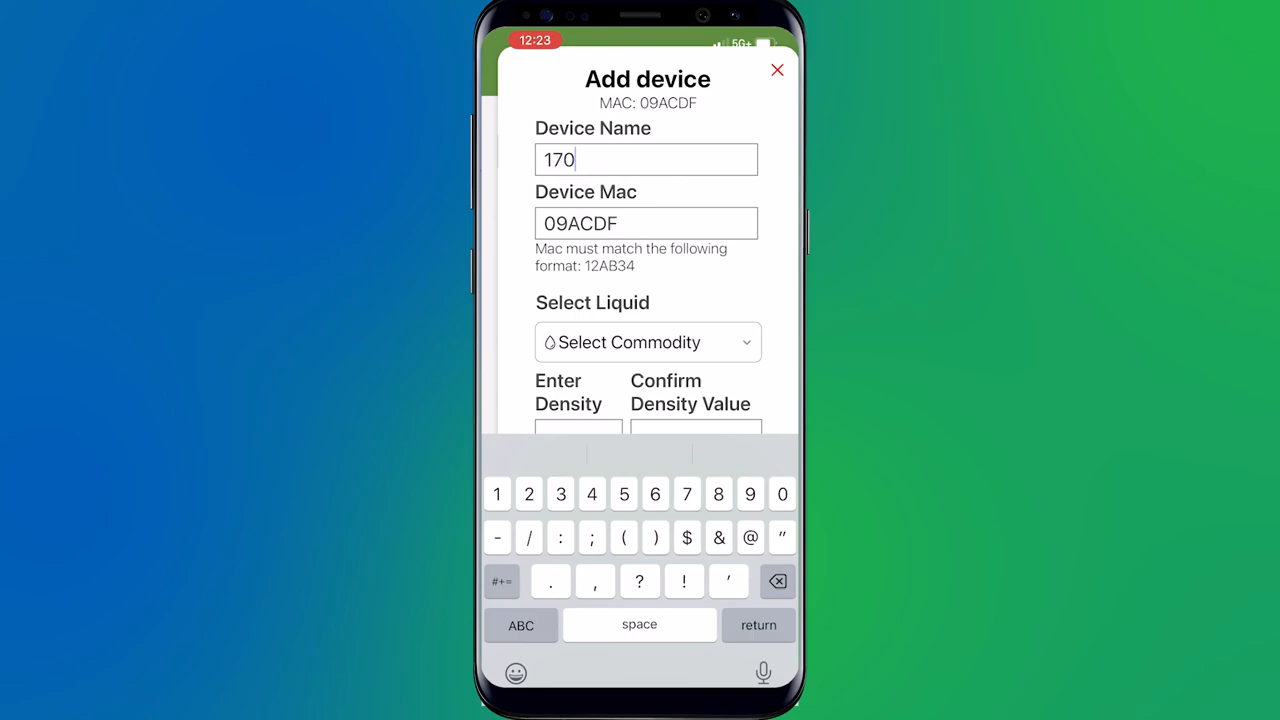 12:23
5G+
Add device
MAC: 09ACDF
Device Name
170
Device Mac
09ACDF
Mac must match the following
format: 12AB34
Select Liquid
Select Commodity
Enter Density
Confirm Density Value
1 2 3 4 5 6 7 8 9 0
- / : ; ( ) $ & @ "
#+= . , ? ! '
ABC space return